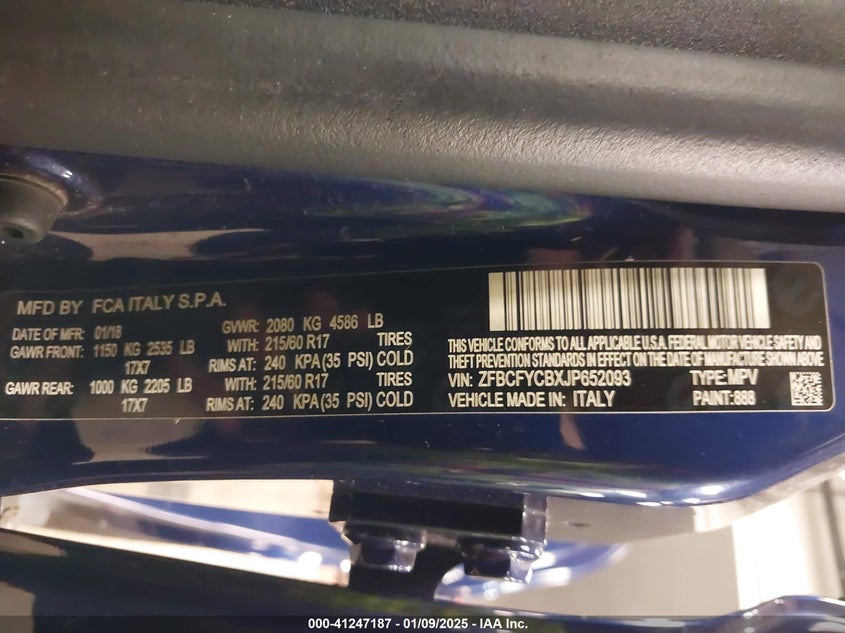 MFD BY FCA ITALY S.P.A.
DATE OF MFR: 01/18 GVWR: 2080 KG 4586 LB
GAWR FRONT: 1150 KG 2535 LB WITH: 215/60 R17 TIRES
17X7 RIMS AT: 240 KPA (35 PSI) COLD
GAWR REAR: 1000 KG 2205 LB WITH: 215/60 R17 TIRES
17X7 RIMS AT: 240 KPA (35 PSI) COLD
THIS VEHICLE CONFORMS TO ALL APPLICABLE U.S.A. FEDERAL MOTOR VEHICLE SAFETY AND
THEFT PREVENTION STANDARDS IN EFFECT ON THE DATE OF MANUFACTURE SHOWN ABOVE.
VIN: ZFBCFYCBXJP652093 TYPE: MPV
VEHICLE MADE IN: ITALY PAINT: 888
000-41247187 - 01/09/2025 - IAA Inc.